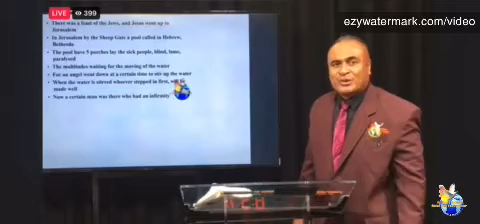 LIVE 399
ezywatermark.com/video
There was a feast of the Jews, and Jesus went up to
Jerusalem
In Jerusalem by the Sheep Gate a pool called in Hebrew,
Bethesda
The pool have 5 porches lay the sick people, blind, lame,
paralysed
The multitudes waiting for the moving of the water
For an angel went down at a certain time to stir up the water
When the water is stirred whoever stepped in first, will be
made well
Now a certain man was there who had an infirmity